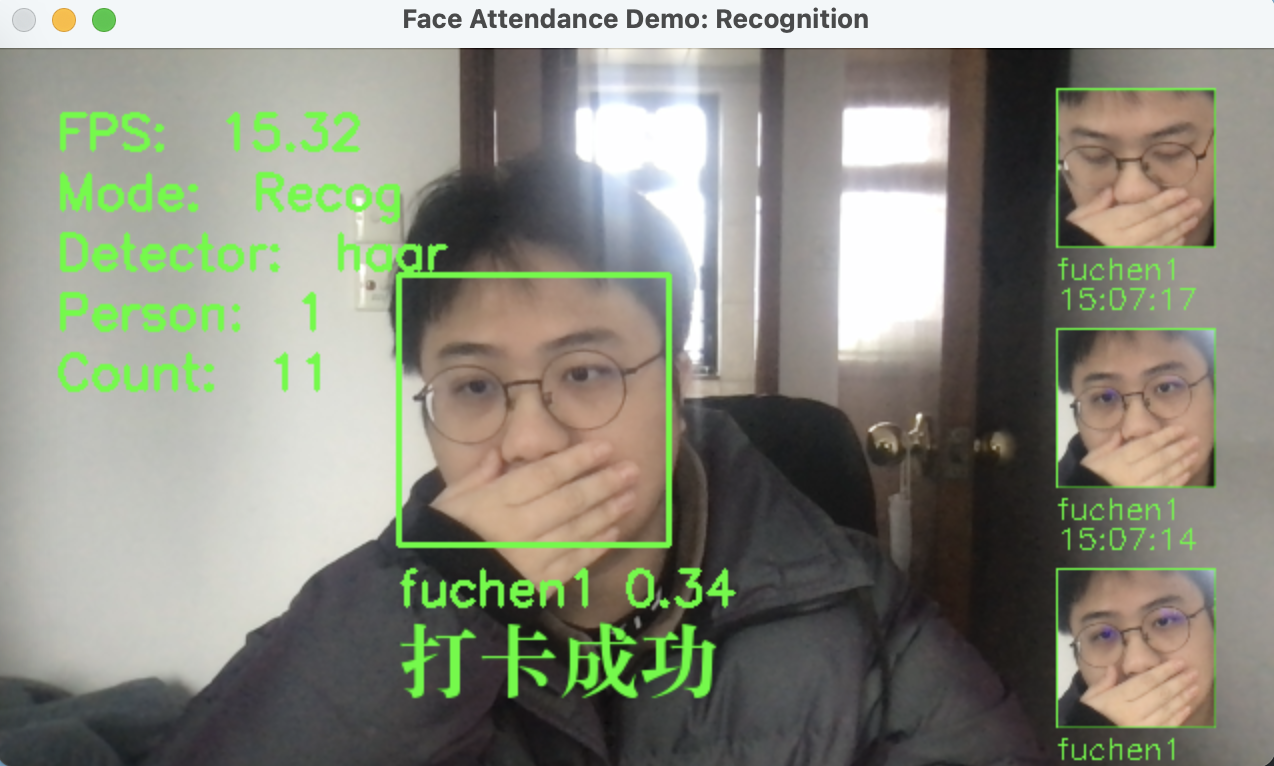 Face Attendance Demo: Recognition
FPS: 15.32
Mode: Recog
Detector: haar
Person: 1
Count: 11
fuchen1 0.34
打卡成功
fuchen1
15:07:17
fuchen1
15:07:14
fuchen1